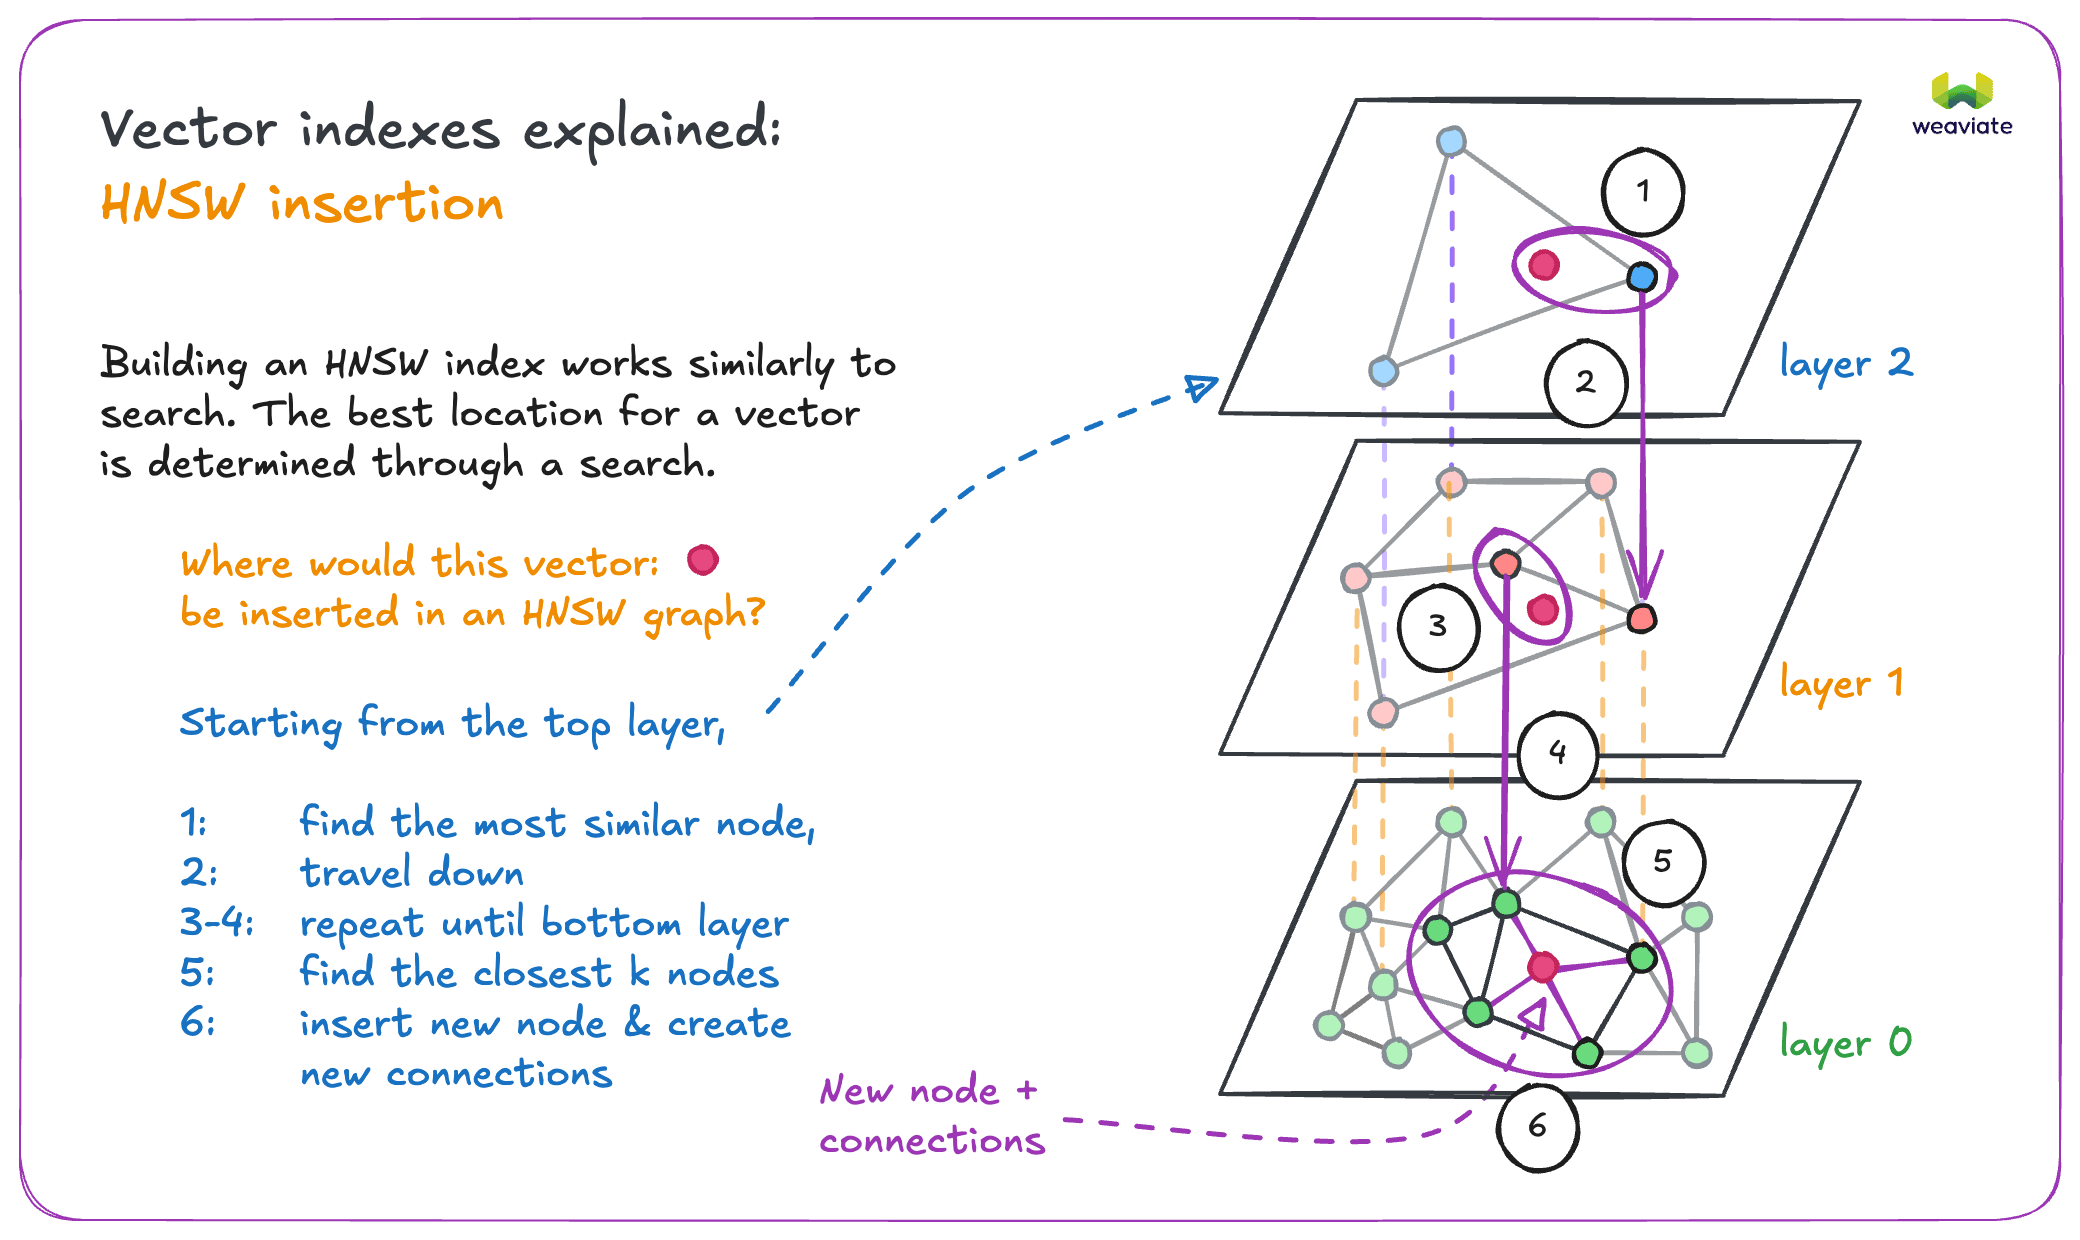 Vector indexes explained:
HNSW insertion
weaviate
Building an HNSW index works similarly to
search. The best location for a vector
is determined through a search.
Where would this vector:
be inserted in an HNSW graph?
Starting from the top layer,
1: find the most similar node,
2: travel down
3-4: repeat until bottom layer
5: find the closest k nodes
6: insert new node & create
new connections
New node +
connections
1
2
layer 2
3
layer 1
4
5
layer 0
6